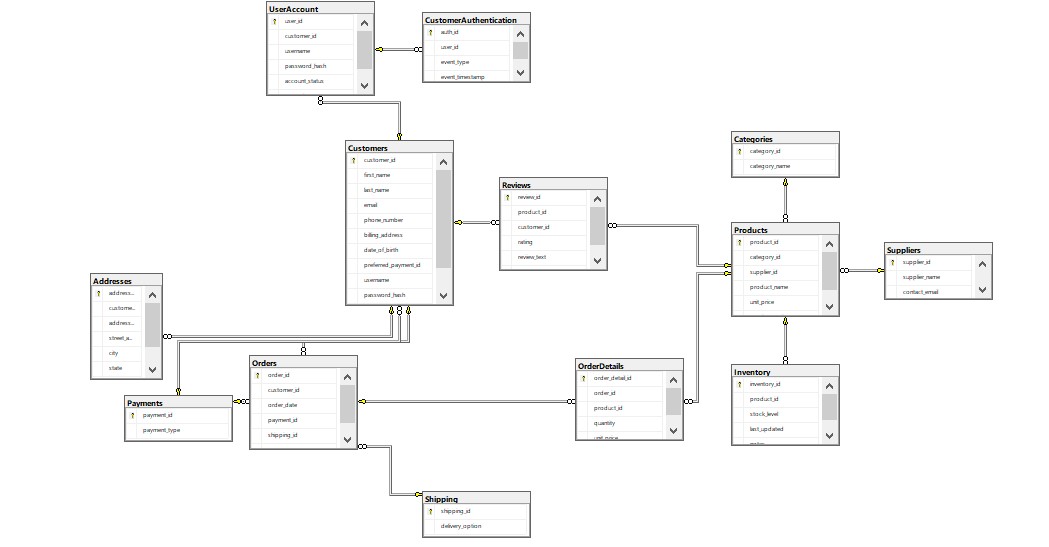 UserAccount
user_id
customer_id
username
password_hash
account_status
CustomerAuthentication
auth_id
user_id
event_type
event_timestamp
Customers
customer_id
first_name
last_name
email
phone_number
billing_address
date_of_birth
preferred_payment_id
username
password_hash
Reviews
review_id
product_id
customer_id
rating
review_text
Categories
category_id
category_name
Products
product_id
category_id
supplier_id
product_name
unit_price
Suppliers
supplier_id
supplier_name
contact_email
Addresses
address...
custome...
address...
street_a...
city
state
Orders
order_id
customer_id
order_date
payment_id
shipping_id
Payments
payment_id
payment_type
OrderDetails
order_detail_id
order_id
product_id
quantity
unit_price
Inventory
inventory_id
product_id
stock_level
last_updated
Shipping
shipping_id
delivery_option